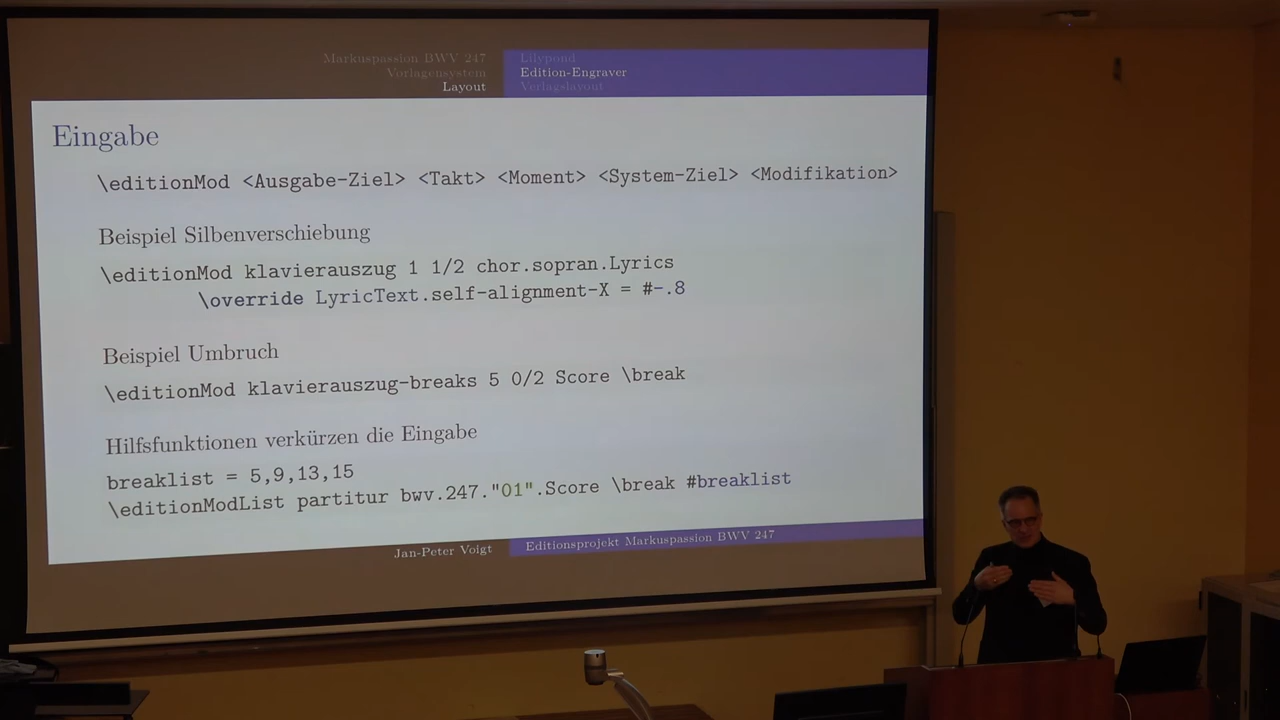 Markuspassion BWV 247
Vorlagensystem
Layout
Lilypond
Edition-Engraver
Verlagslayout
Eingabe
\editionMod <Ausgabe-Ziel> <Takt> <Moment> <System-Ziel> <Modifikation>
Beispiel Silbenverschiebung
\editionMod klavierauszug 1 1/2 chor.sopran.Lyrics
\override LyricText.self-alignment-X = #-.8
Beispiel Umbruch
\editionMod klavierauszug-breaks 5 0/2 Score \break
Hilfsfunktionen verkürzen die Eingabe
breaklist = 5,9,13,15
\editionModList partitur bwv.247."01".Score \break #breaklist
Jan-Peter Voigt
Editionsprojekt Markuspassion BWV 247